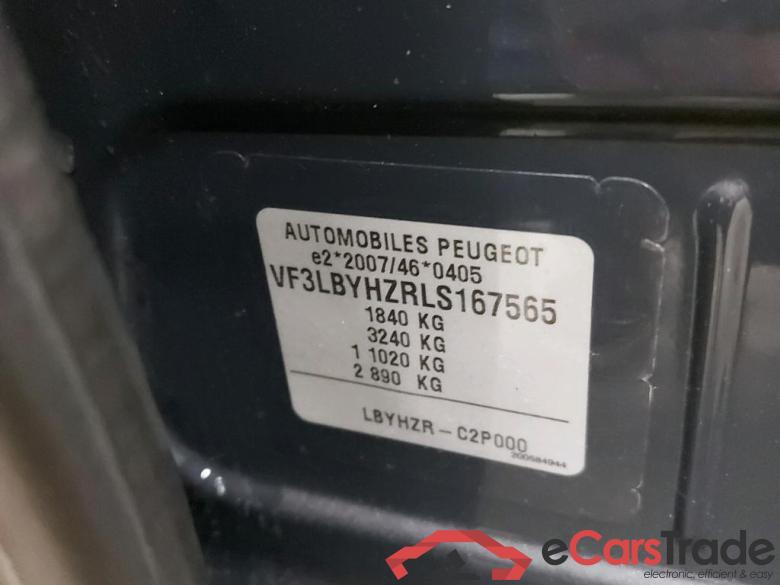 AUTOMOBILES PEUGEOT
e2*2007/46*0405
VF3LBYHZRLS167565
1840 KG
3240 KG
1 1020 KG
2 890 KG
LBYHZR - C2P000
200584944
eCarsTrade
electronic, efficient & easy